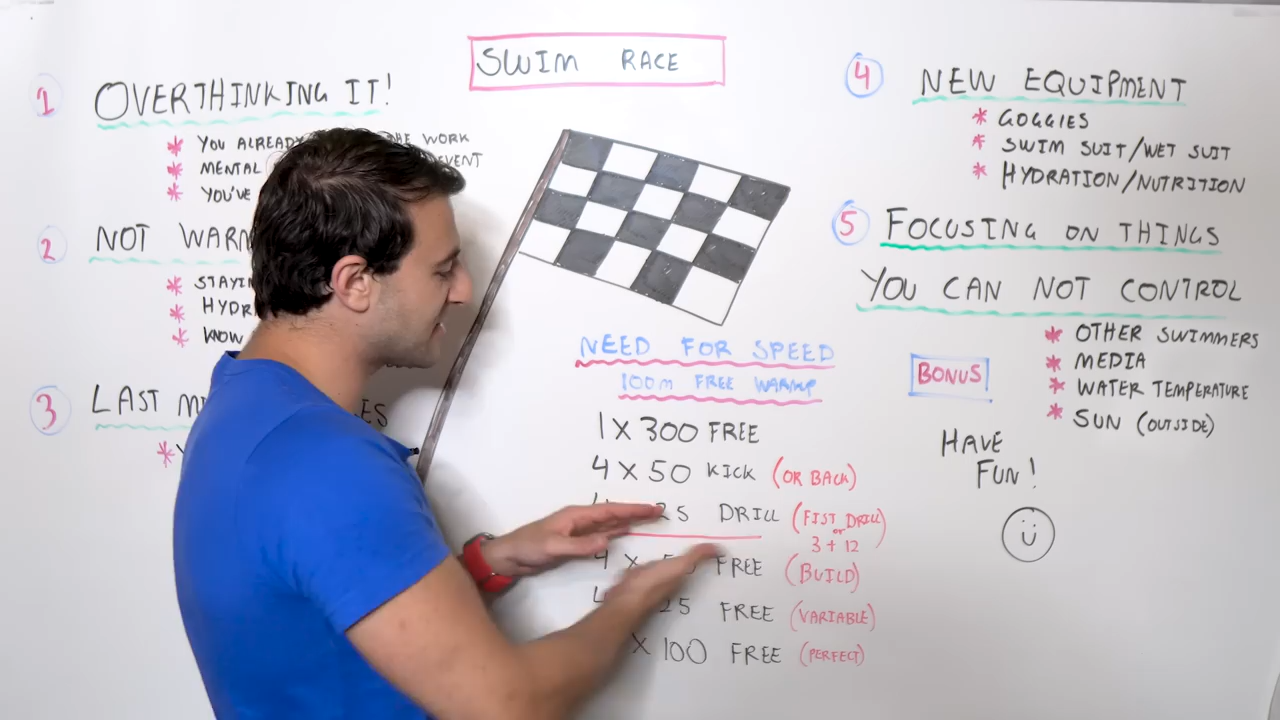 SWIM RACE
1 OVERTHINKING IT!
* YOU ALREADY THE WORK
* MENTAL EVENT
* YOU'VE
2 NOT
*
* 
* KNOW
3 LAST
*
NEED FOR SPEED
100m FREE WARMUP
1 X 300 FREE
4 X 50 KICK (OR BACK)
25 DRILL (FIST DRILL)
or
3 + 12
4 X FREE (BUILD)
25 FREE (VARIABLE)
X 100 FREE (PERFECT)
4 NEW EQUIPMENT
* GOGGLES
* SWIM SUIT/WET SUIT
* HYDRATION/NUTRITION
5 FOCUSING ON THINGS
YOU CAN NOT CONTROL
* OTHER SWIMMERS
* MEDIA
* WATER TEMPERATURE
* SUN (OUTSIDE)
BONUS
HAVE
FUN!